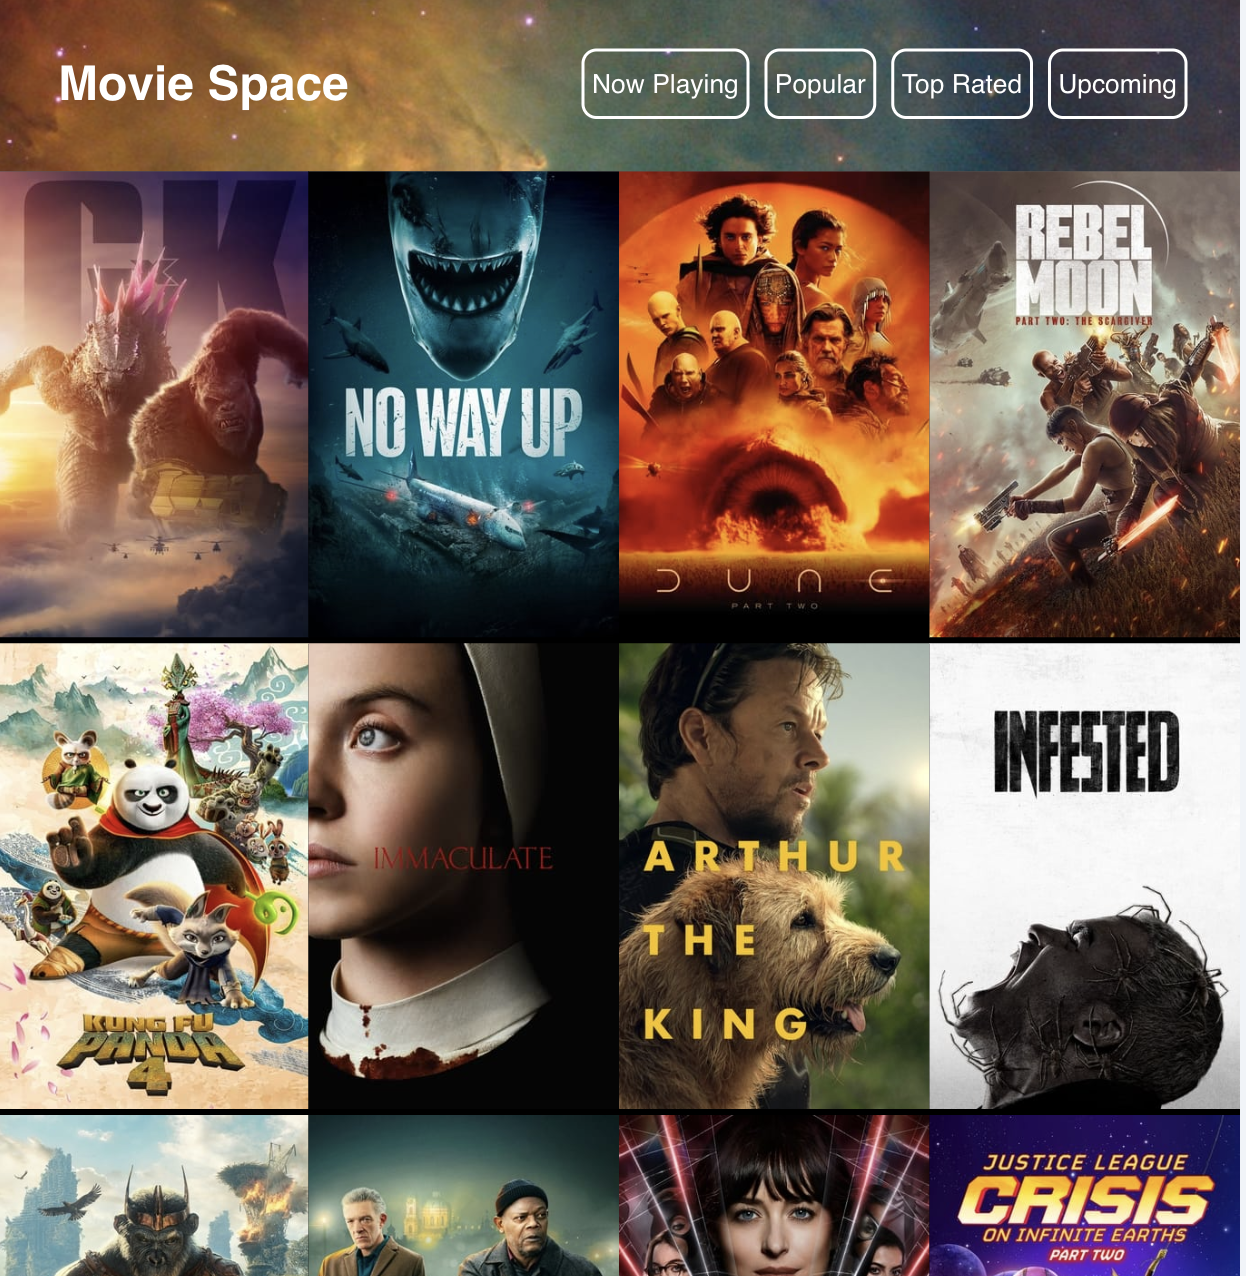 Movie Space
Now Playing
Popular
Top Rated
Upcoming
GK
NO WAY UP
DUNE
PART TWO
REBEL
MOON
PART TWO: THE SCARGIVER
KUNG FU
PANDA
4
IMMACULATE
ARTHUR
THE
KING
INFESTED
JUSTICE LEAGUE
CRISIS
ON INFINITE EARTHS
PART TWO